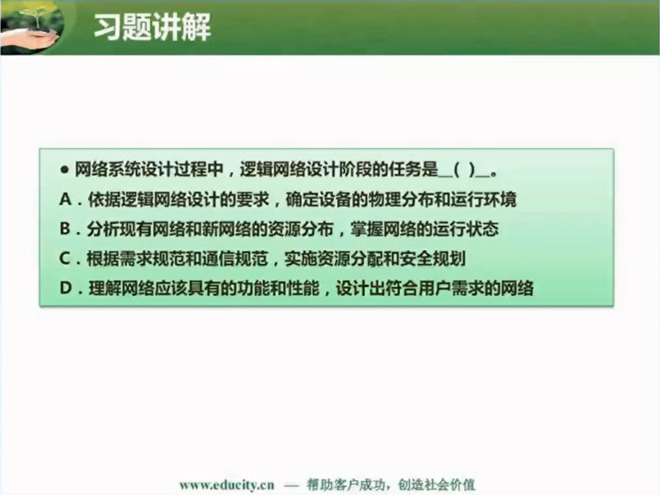 习题讲解
● 网络系统设计过程中，逻辑网络设计阶段的任务是__( )__。
A．依据逻辑网络设计的要求，确定设备的物理分布和运行环境
B．分析现有网络和新网络的资源分布，掌握网络的运行状态
C．根据需求规范和通信规范，实施资源分配和安全规划
D．理解网络应该具有的功能和性能，设计出符合用户需求的网络
www.educity.cn — 帮助客户成功，创造社会价值